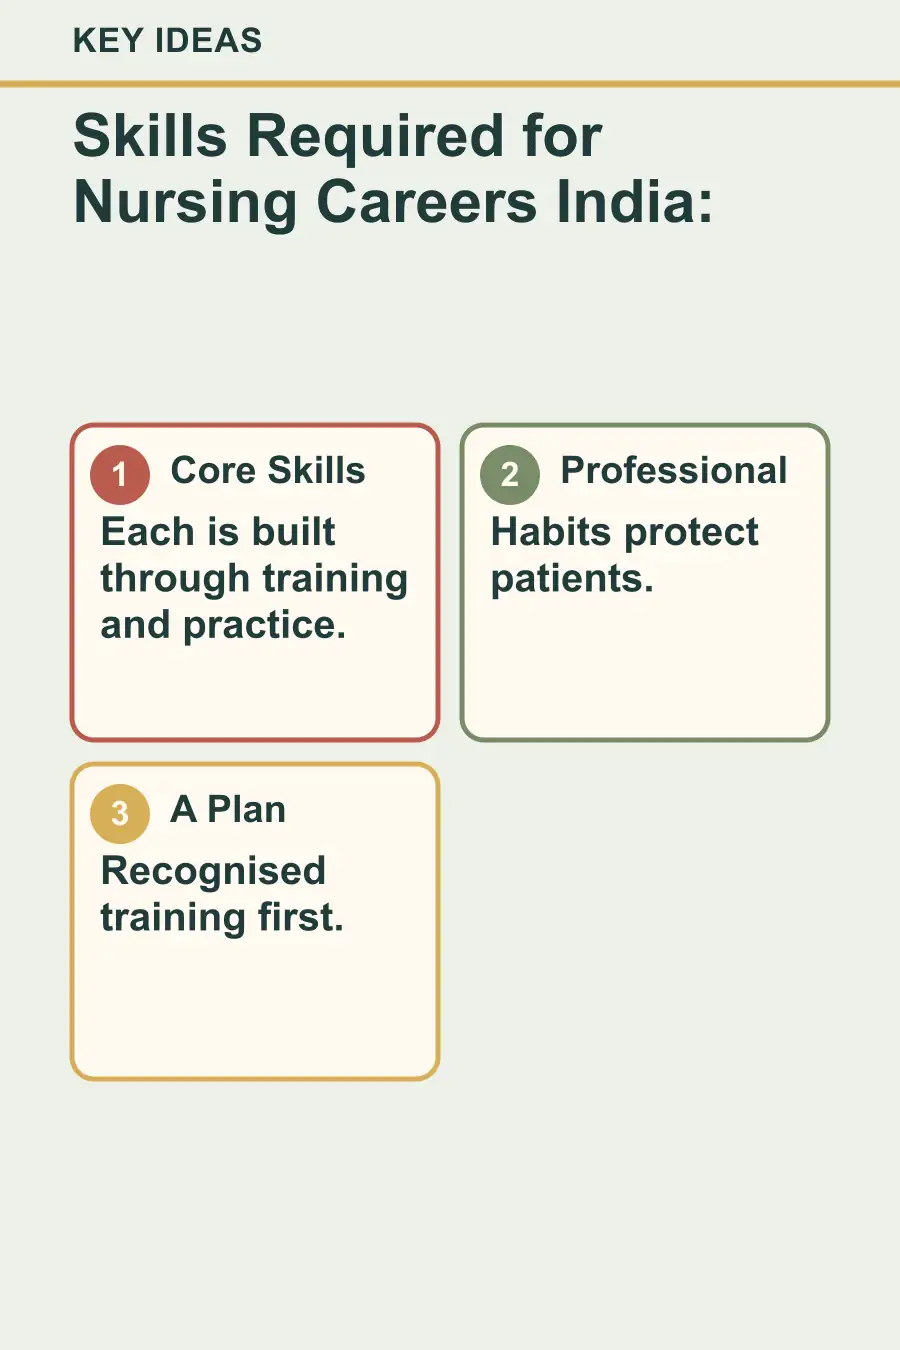 KEY IDEAS
Skills Required for
Nursing Careers India:
1 Core Skills
Each is built
through training
and practice.
2 Professional
Habits protect
patients.
3 A Plan
Recognised
training first.